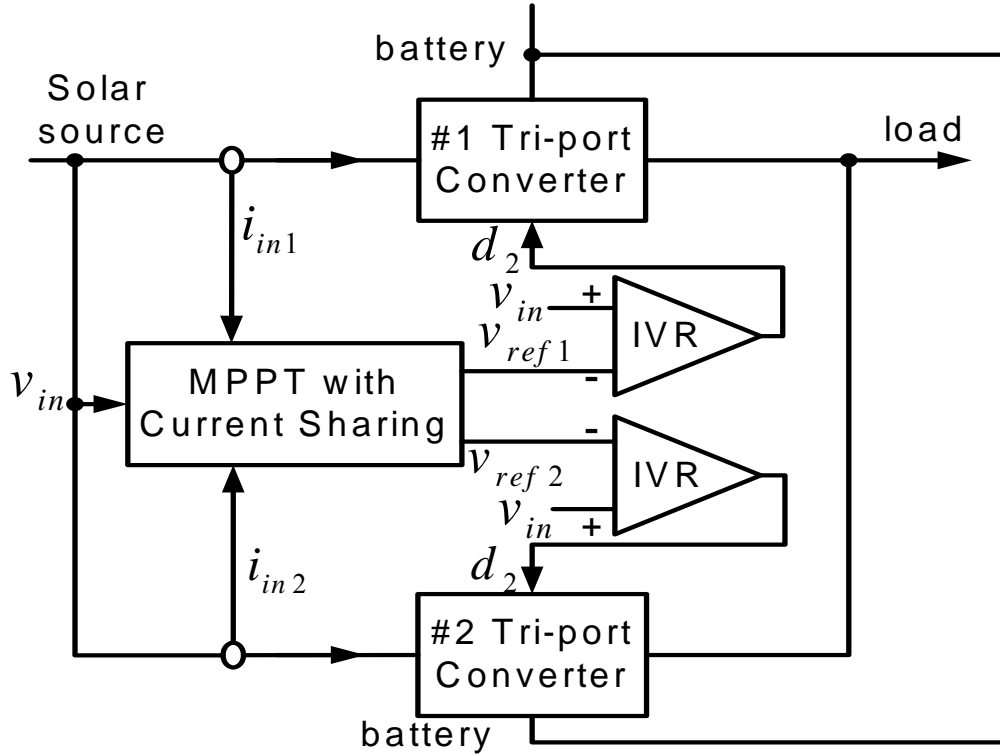 battery
Solar
source
#1 Tri-port
Converter
load
i_in1
d_2
v_in
+
IVR
v_ref1
-
v_in
MPPT with
Current Sharing
-
v_ref2
IVR
v_in
+
i_in2
d_2
#2 Tri-port
Converter
battery